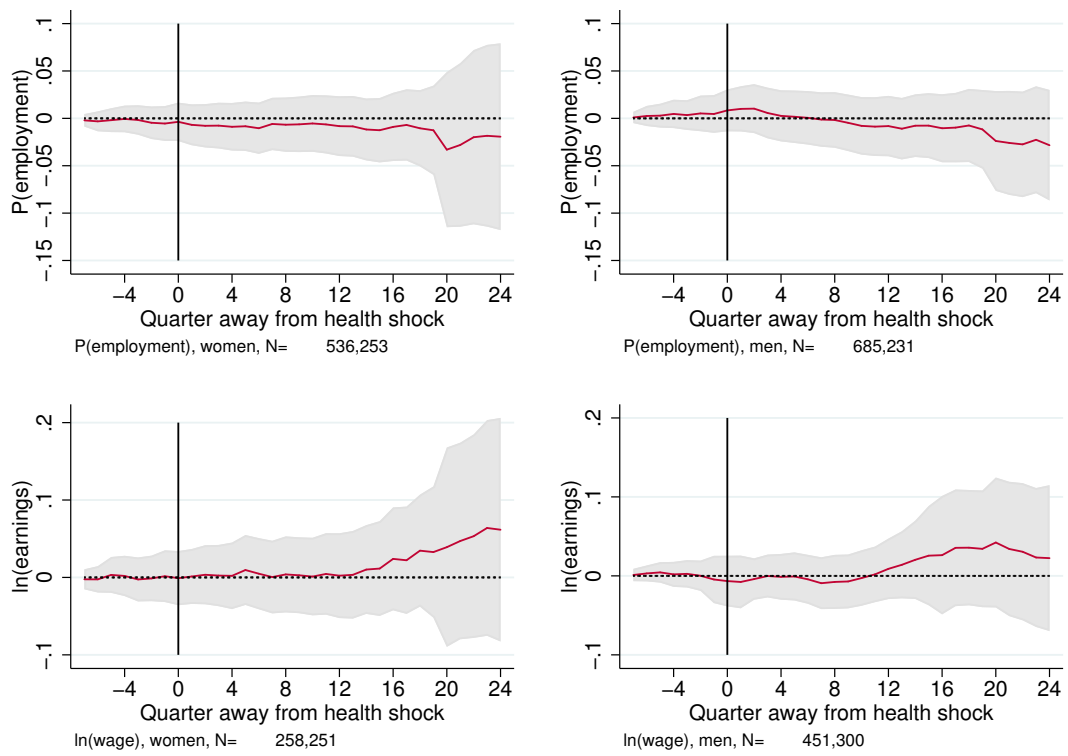 P(employment)
.1
.05
0
-.05
-.1
-.15
-4 0 4 8 12 16 20 24
Quarter away from health shock
P(employment), women, N= 536,253
P(employment)
.1
.05
0
-.05
-.1
-.15
-4 0 4 8 12 16 20 24
Quarter away from health shock
P(employment), men, N= 685,231
ln(earnings)
.2
.1
0
-.1
-4 0 4 8 12 16 20 24
Quarter away from health shock
ln(wage), women, N= 258,251
ln(earnings)
.2
.1
0
-.1
-4 0 4 8 12 16 20 24
Quarter away from health shock
ln(wage), men, N= 451,300